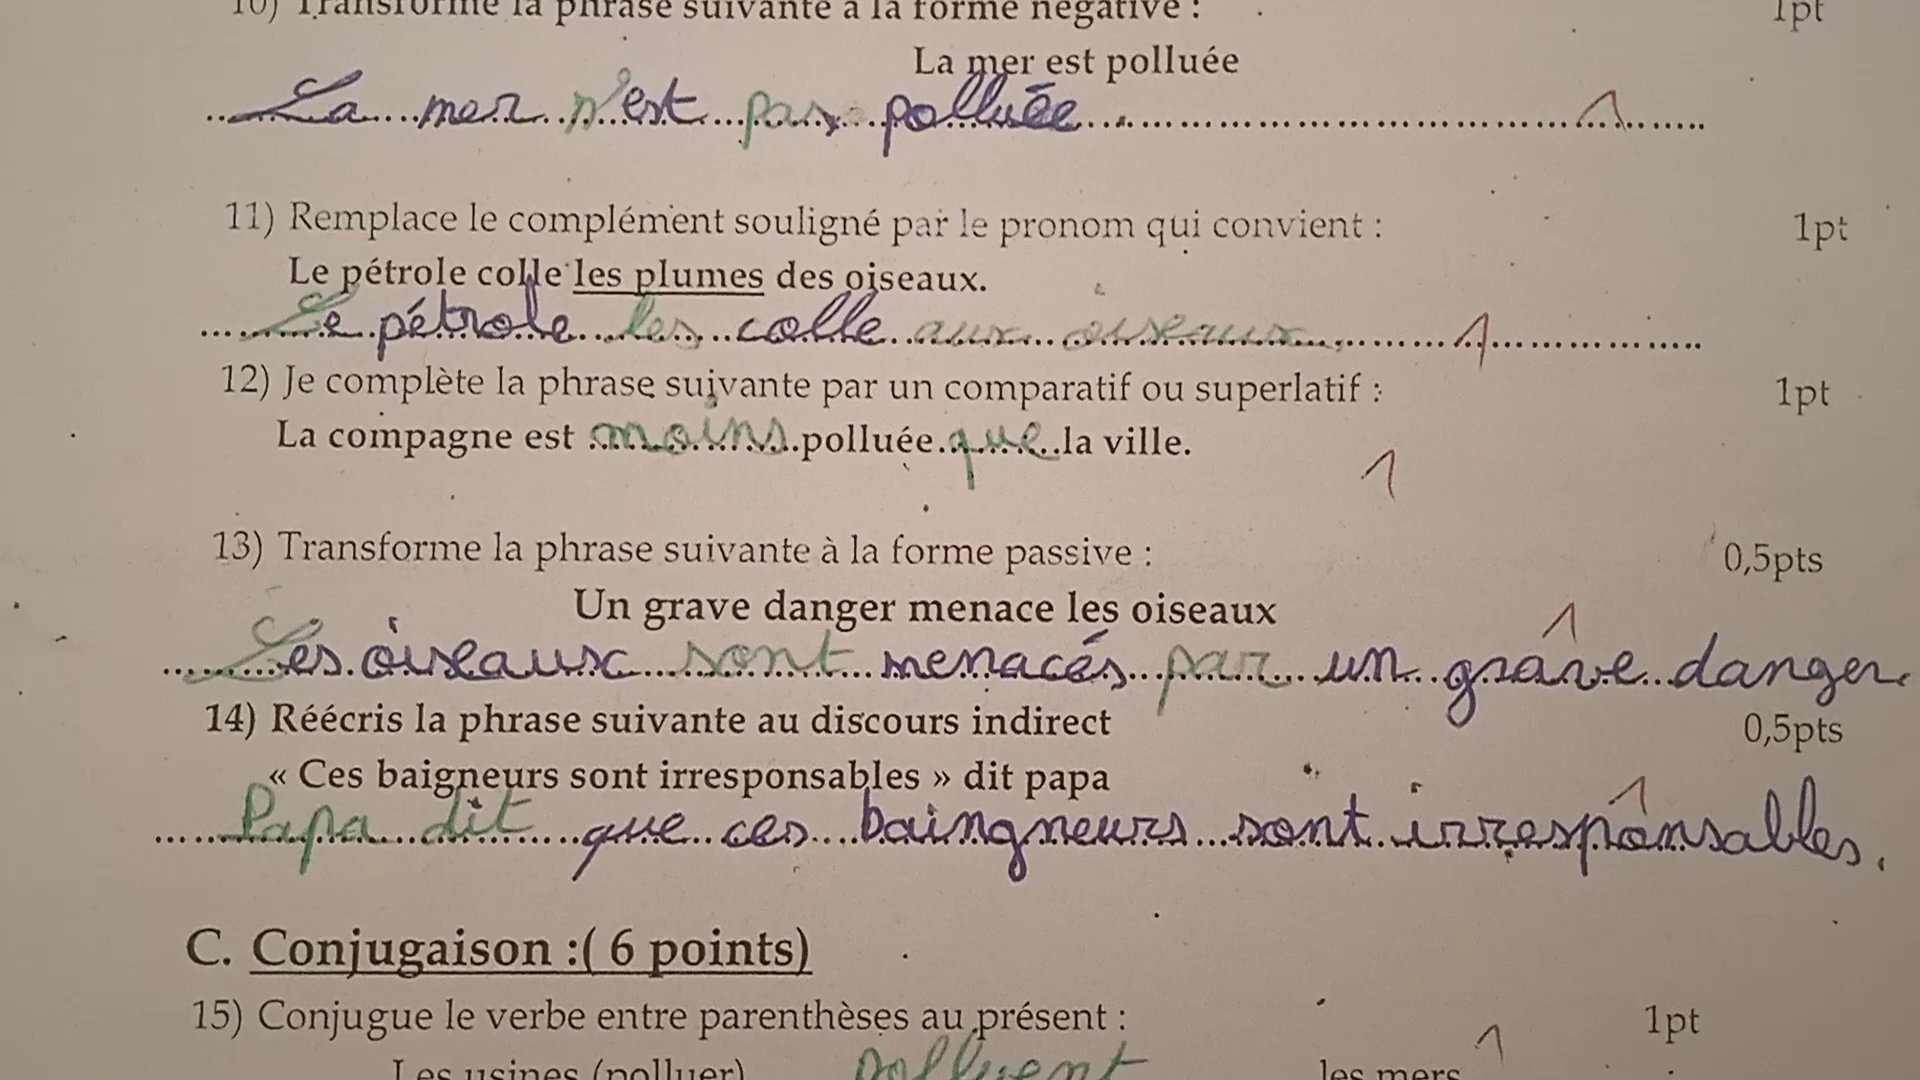 10) Transforme la phrase suivante à la forme négative : 1pt
La mer est polluée
La mer n'est pas polluée 1
11) Remplace le complément souligné par le pronom qui convient : 1pt
Le pétrole colle les plumes des oiseaux.
Le pétrole les colle aux oiseaux. 1
12) Je complète la phrase suivante par un comparatif ou superlatif : 1pt
La compagne est moins polluée que la ville.
1
13) Transforme la phrase suivante à la forme passive : 0,5pts
Un grave danger menace les oiseaux 1
Les oiseaux sont menacés par un grave danger.
14) Réécris la phrase suivante au discours indirect 0,5pts
« Ces baigneurs sont irresponsables » dit papa 1
Papa dit que ces baingneurs sont irresponsables.
C. Conjugaison :( 6 points)
15) Conjugue le verbe entre parenthèses au présent : 1pt
1
Les usines (polluer) polluent les mers